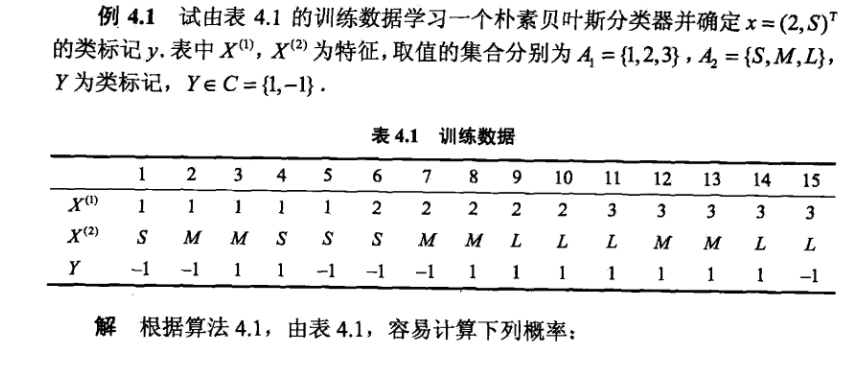 例 4.1 试由表 4.1 的训练数据学习一个朴素贝叶斯分类器并确定 x = (2, S)ᵀ
的类标记 y. 表中 X⁽¹⁾, X⁽²⁾ 为特征, 取值的集合分别为 A₁ = {1,2,3}, A₂ = {S,M,L},
Y 为类标记, Y ∈ C = {1,−1}.
表 4.1 训练数据
1 2 3 4 5 6 7 8 9 10 11 12 13 14 15
X⁽¹⁾ 1 1 1 1 1 2 2 2 2 2 3 3 3 3 3
X⁽²⁾ S M M S S S M M L L L M M L L
Y −1 −1 1 1 −1 −1 −1 1 1 1 1 1 1 1 −1
解 根据算法 4.1, 由表 4.1, 容易计算下列概率: